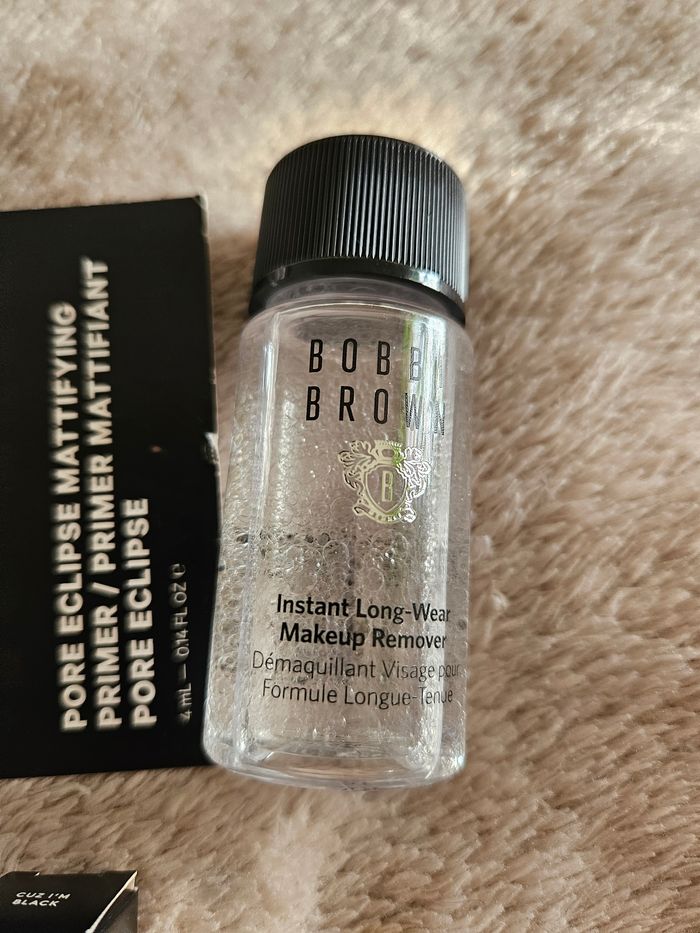 PORE ECLIPSE MATTIFYING
PRIMER / PRIMER MATTIFIANT
PORE ECLIPSE
4 mL — 0.14 FL OZ e
BOBBI
BROWN
B
Instant Long-Wear
Makeup Remover
Démaquillant Visage pour
Formule Longue-Tenue
CUZ I'M
BLACK